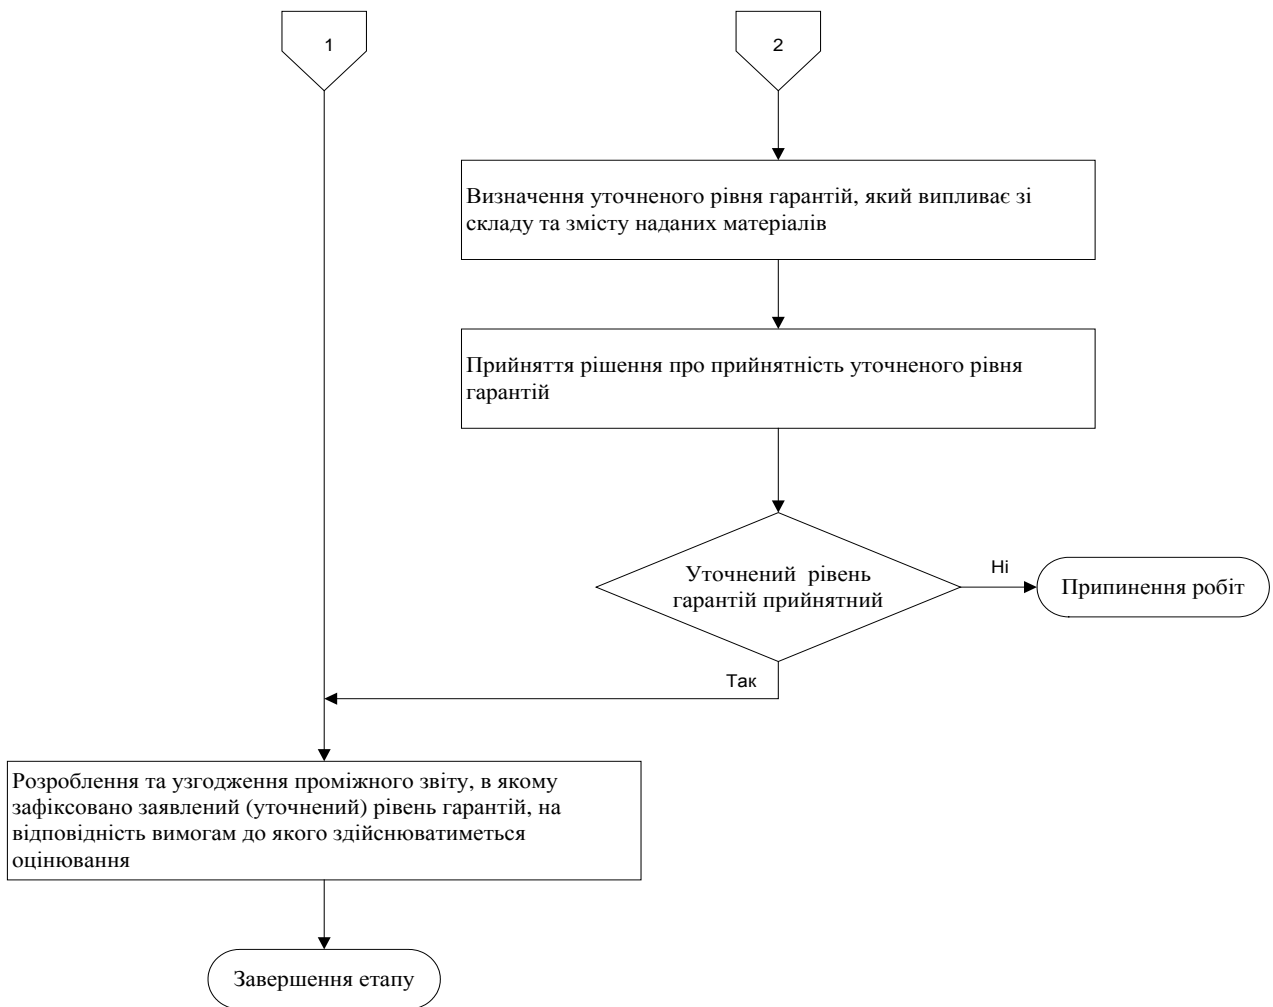 1
2
Визначення уточненого рівня гарантій, який випливає зі
складу та змісту наданих матеріалів
Прийняття рішення про прийнятність уточненого рівня
гарантій
Уточнений рівень
гарантій прийнятний
Ні
Припинення робіт
Так
Розроблення та узгодження проміжного звіту, в якому
зафіксовано заявлений (уточнений) рівень гарантій, на
відповідність вимогам до якого здійснюватиметься
оцінювання
Завершення етапу